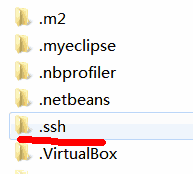 .m2
.myeclipse
.nbprofiler
.netbeans
.ssh
.VirtualBox